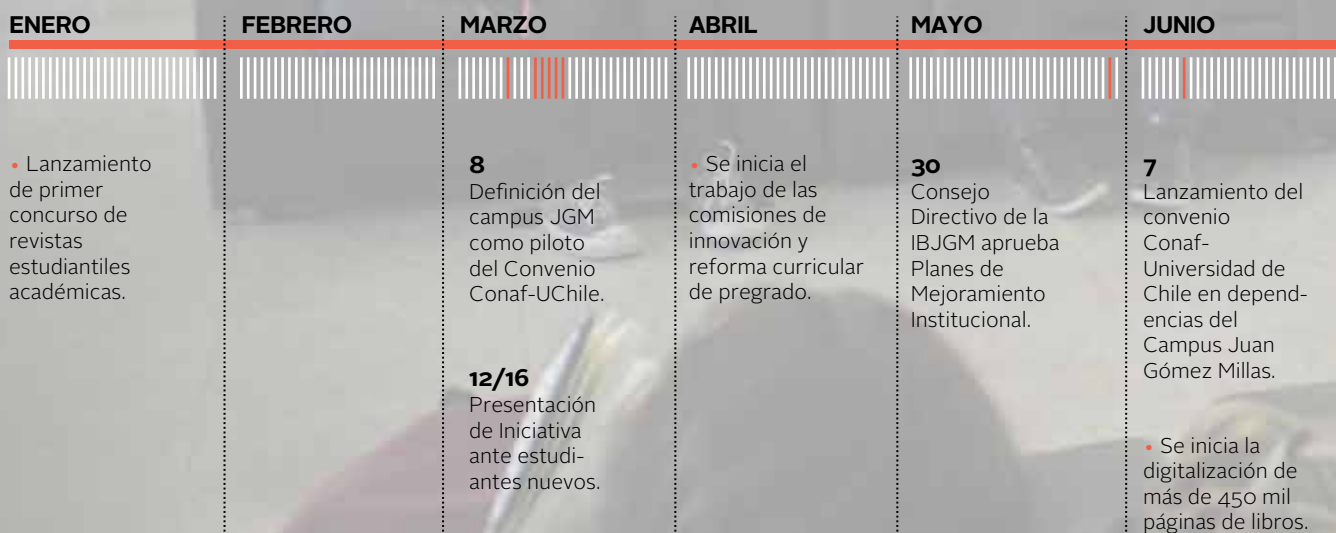 ENERO
• Lanzamiento
de primer
concurso de
revistas
estudiantiles
académicas.
FEBRERO
MARZO
8
Definición del
campus JGM
como piloto
del Convenio
Conaf-UChile.
12/16
Presentación
de Iniciativa
ante estudi-
antes nuevos.
ABRIL
• Se inicia el
trabajo de las
comisiones de
innovación y
reforma curricular
de pregrado.
MAYO
30
Consejo
Directivo de la
IBJGM aprueba
Planes de
Mejoramiento
Institucional.
JUNIO
7
Lanzamiento del
convenio
Conaf-
Universidad de
Chile en depend-
encias del
Campus Juan
Gómez Millas.
• Se inicia la
digitalización de
más de 450 mil
páginas de libros.